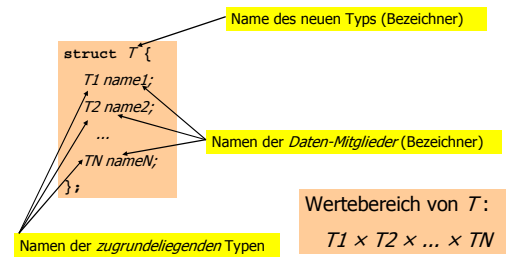 Name des neuen Typs (Bezeichner)
struct T {
T1 name1;
T2 name2;
...
TN nameN;
};
Namen der Daten-Mitglieder (Bezeichner)
Namen der zugrundeliegenden Typen
Wertebereich von T :
T1 × T2 × ... × TN